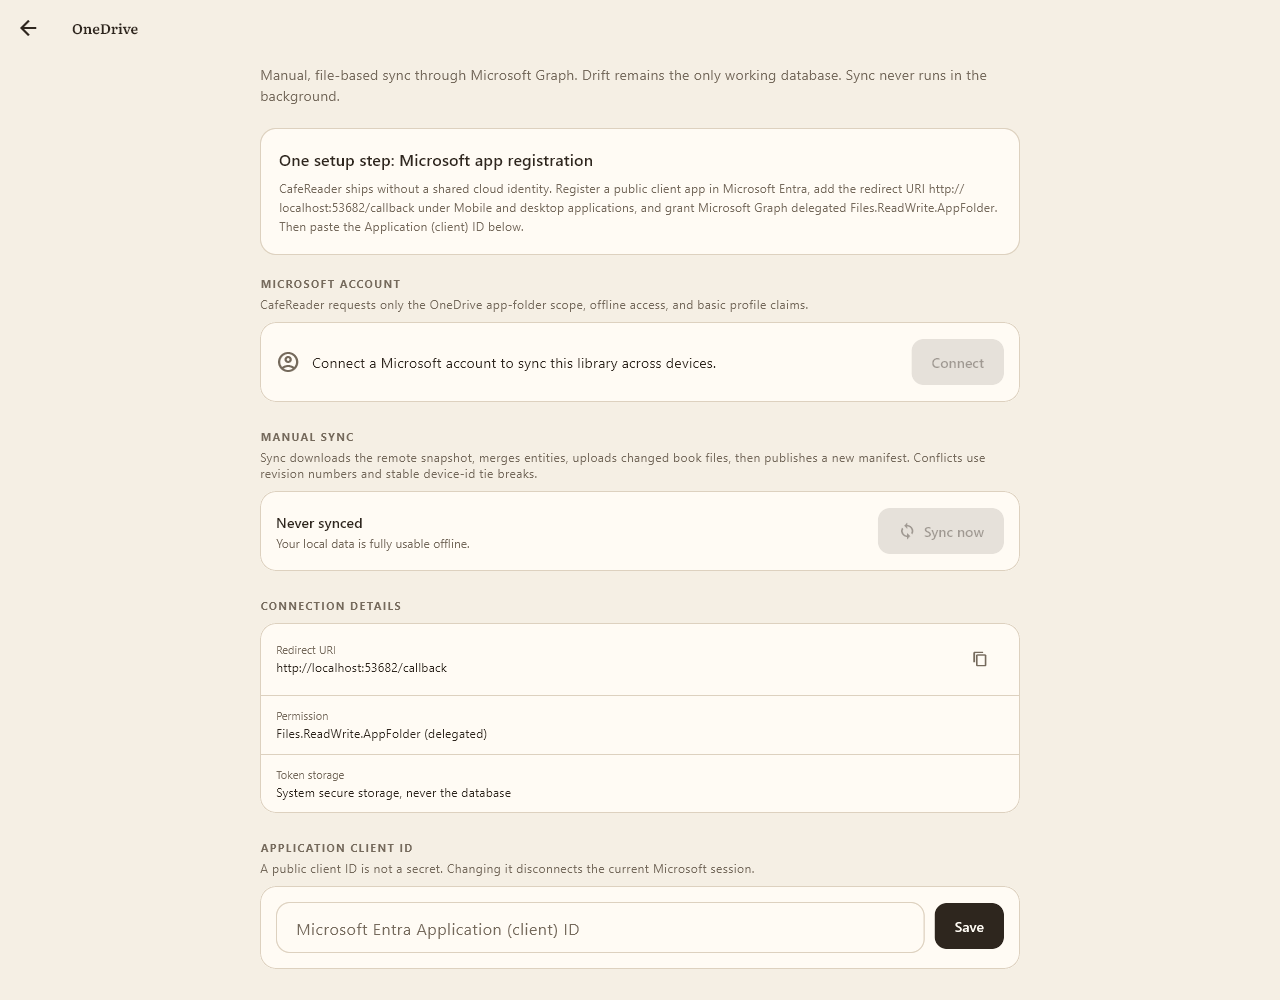 OneDrive
Manual, file-based sync through Microsoft Graph. Drift remains the only working database. Sync never runs in the
background.
One setup step: Microsoft app registration
CafeReader ships without a shared cloud identity. Register a public client app in Microsoft Entra, add the redirect URI http://
localhost:53682/callback under Mobile and desktop applications, and grant Microsoft Graph delegated Files.ReadWrite.AppFolder.
Then paste the Application (client) ID below.
MICROSOFT ACCOUNT
CafeReader requests only the OneDrive app-folder scope, offline access, and basic profile claims.
Connect a Microsoft account to sync this library across devices.
Connect
MANUAL SYNC
Sync downloads the remote snapshot, merges entities, uploads changed book files, then publishes a new manifest. Conflicts use
revision numbers and stable device-id tie breaks.
Never synced
Your local data is fully usable offline.
Sync now
CONNECTION DETAILS
Redirect URI
http://localhost:53682/callback
Permission
Files.ReadWrite.AppFolder (delegated)
Token storage
System secure storage, never the database
APPLICATION CLIENT ID
A public client ID is not a secret. Changing it disconnects the current Microsoft session.
Microsoft Entra Application (client) ID
Save